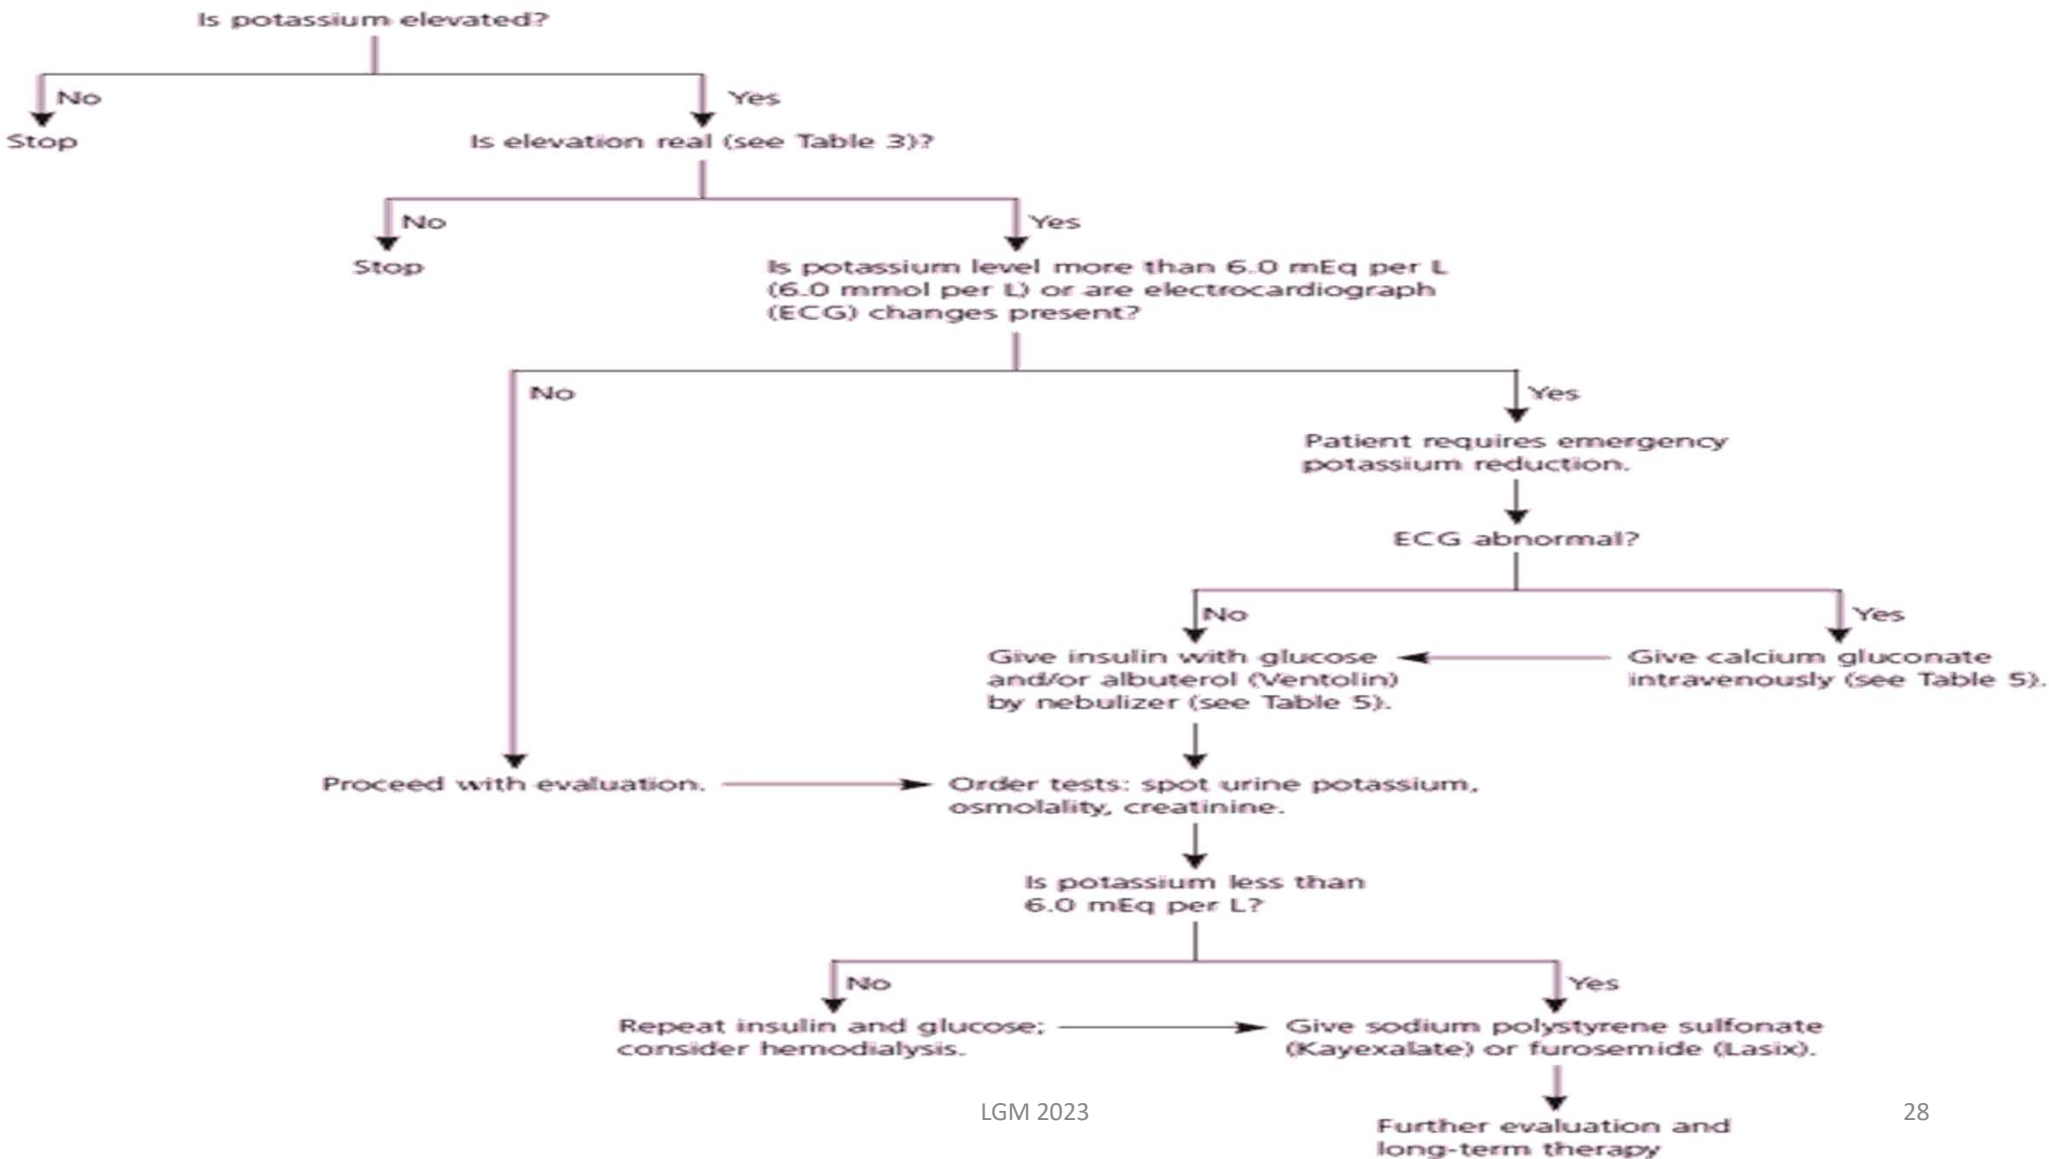 Is potassium elevated?
No
Yes
Stop
Is elevation real (see Table 3)?
No
Yes
Stop
Is potassium level more than 6.0 mEq per L
(6.0 mmol per L) or are electrocardiograph
(ECG) changes present?
No
Yes
Patient requires emergency
potassium reduction.
ECG abnormal?
No
Yes
Give insulin with glucose
and/or albuterol (Ventolin)
by nebulizer (see Table 5).
Give calcium gluconate
intravenously (see Table 5).
Proceed with evaluation.
Order tests: spot urine potassium,
osmolality, creatinine.
Is potassium less than
6.0 mEq per L?
No
Yes
Repeat insulin and glucose;
consider hemodialysis.
Give sodium polystyrene sulfonate
(Kayexalate) or furosemide (Lasix).
Further evaluation and
long-term therapy
LGM 2023
28